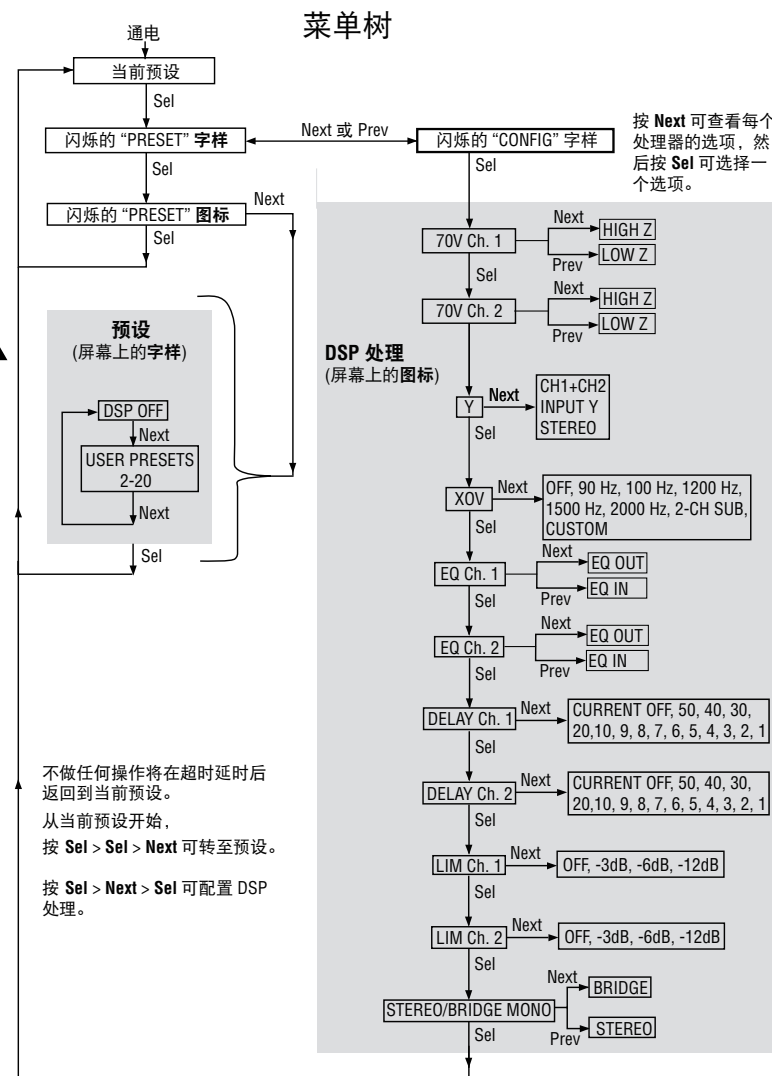 菜单树
通电
当前预设
Sel
闪烁的 “PRESET” 字样
Next 或 Prev
闪烁的 “CONFIG” 字样
按 Next 可查看每个
处理器的选项，然
后按 Sel 可选择一
个选项。
Sel
闪烁的 “PRESET” 图标
Next
Sel
Sel
预设
(屏幕上的字样)
DSP OFF
Next
USER PRESETS
2-20
Next
Sel
DSP 处理
(屏幕上的图标)
70V Ch. 1
Next
HIGH Z
Prev
LOW Z
Sel
70V Ch. 2
Next
HIGH Z
Prev
LOW Z
Y
Next
CH1+CH2
INPUT Y
STEREO
Sel
XOV
Next
OFF, 90 Hz, 100 Hz, 1200 Hz,
1500 Hz, 2000 Hz, 2-CH SUB,
CUSTOM
Sel
EQ Ch. 1
Next
EQ OUT
Prev
EQ IN
Sel
EQ Ch. 2
Next
EQ OUT
Prev
EQ IN
Sel
DELAY Ch. 1
Next
CURRENT OFF, 50, 40, 30,
20,10, 9, 8, 7, 6, 5, 4, 3, 2, 1
Sel
DELAY Ch. 2
Next
CURRENT OFF, 50, 40, 30,
20,10, 9, 8, 7, 6, 5, 4, 3, 2, 1
Sel
LIM Ch. 1
Next
OFF, -3dB, -6dB, -12dB
Sel
LIM Ch. 2
Next
OFF, -3dB, -6dB, -12dB
Sel
STEREO/BRIDGE MONO
Next
BRIDGE
Prev
STEREO
Sel
不做任何操作将在超时延时后
返回到当前预设。
从当前预设开始，
按 Sel > Sel > Next 可转至预设。
按 Sel > Next > Sel 可配置 DSP
处理。